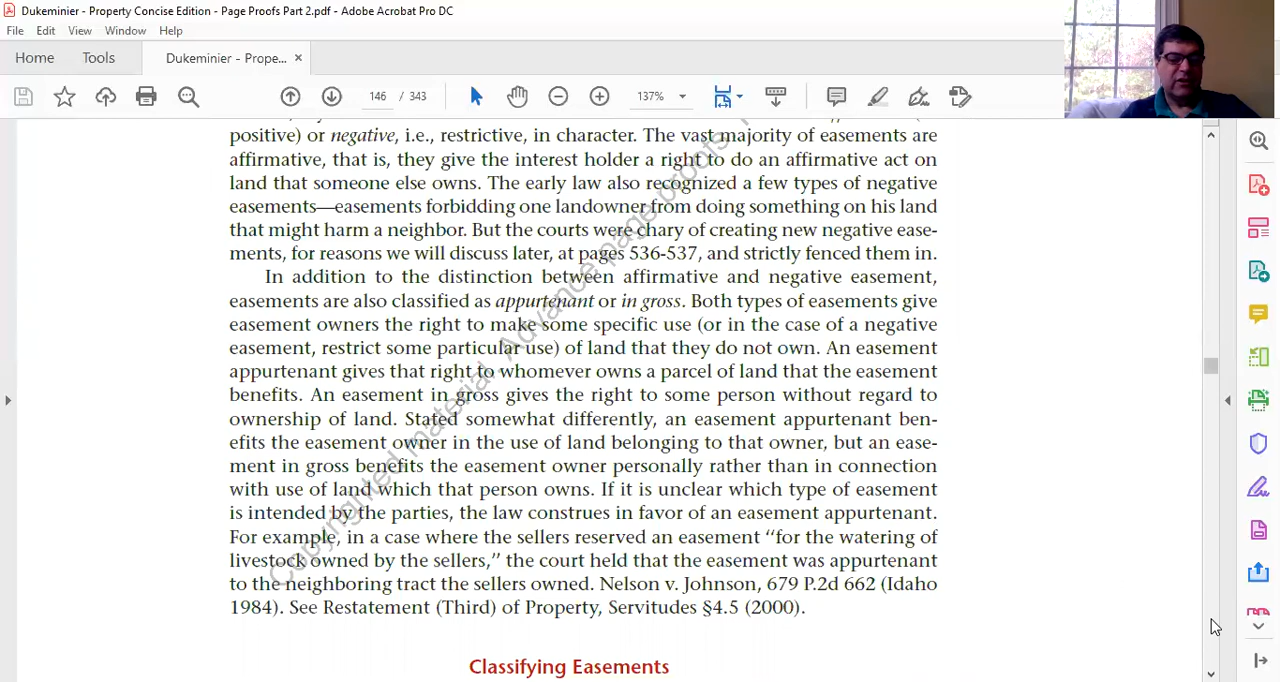 Dukeminier - Property Concise Edition - Page Proofs Part 2.pdf - Adobe Acrobat Pro DC
File Edit View Window Help
Home Tools Dukeminier - Prope... ×
146 / 343 137%
positive) or negative, i.e., restrictive, in character. The vast majority of easements are
affirmative, that is, they give the interest holder a right to do an affirmative act on
land that someone else owns. The early law also recognized a few types of negative
easements—easements forbidding one landowner from doing something on his land
that might harm a neighbor. But the courts were chary of creating new negative ease-
ments, for reasons we will discuss later, at pages 536-537, and strictly fenced them in.
In addition to the distinction between affirmative and negative easement,
easements are also classified as appurtenant or in gross. Both types of easements give
easement owners the right to make some specific use (or in the case of a negative
easement, restrict some particular use) of land that they do not own. An easement
appurtenant gives that right to whomever owns a parcel of land that the easement
benefits. An easement in gross gives the right to some person without regard to
ownership of land. Stated somewhat differently, an easement appurtenant ben-
efits the easement owner in the use of land belonging to that owner, but an ease-
ment in gross benefits the easement owner personally rather than in connection
with use of land which that person owns. If it is unclear which type of easement
is intended by the parties, the law construes in favor of an easement appurtenant.
For example, in a case where the sellers reserved an easement "for the watering of
livestock owned by the sellers," the court held that the easement was appurtenant
to the neighboring tract the sellers owned. Nelson v. Johnson, 679 P.2d 662 (Idaho
1984). See Restatement (Third) of Property, Servitudes §4.5 (2000).
Classifying Easements
Copyrighted material. Advance page proofs.